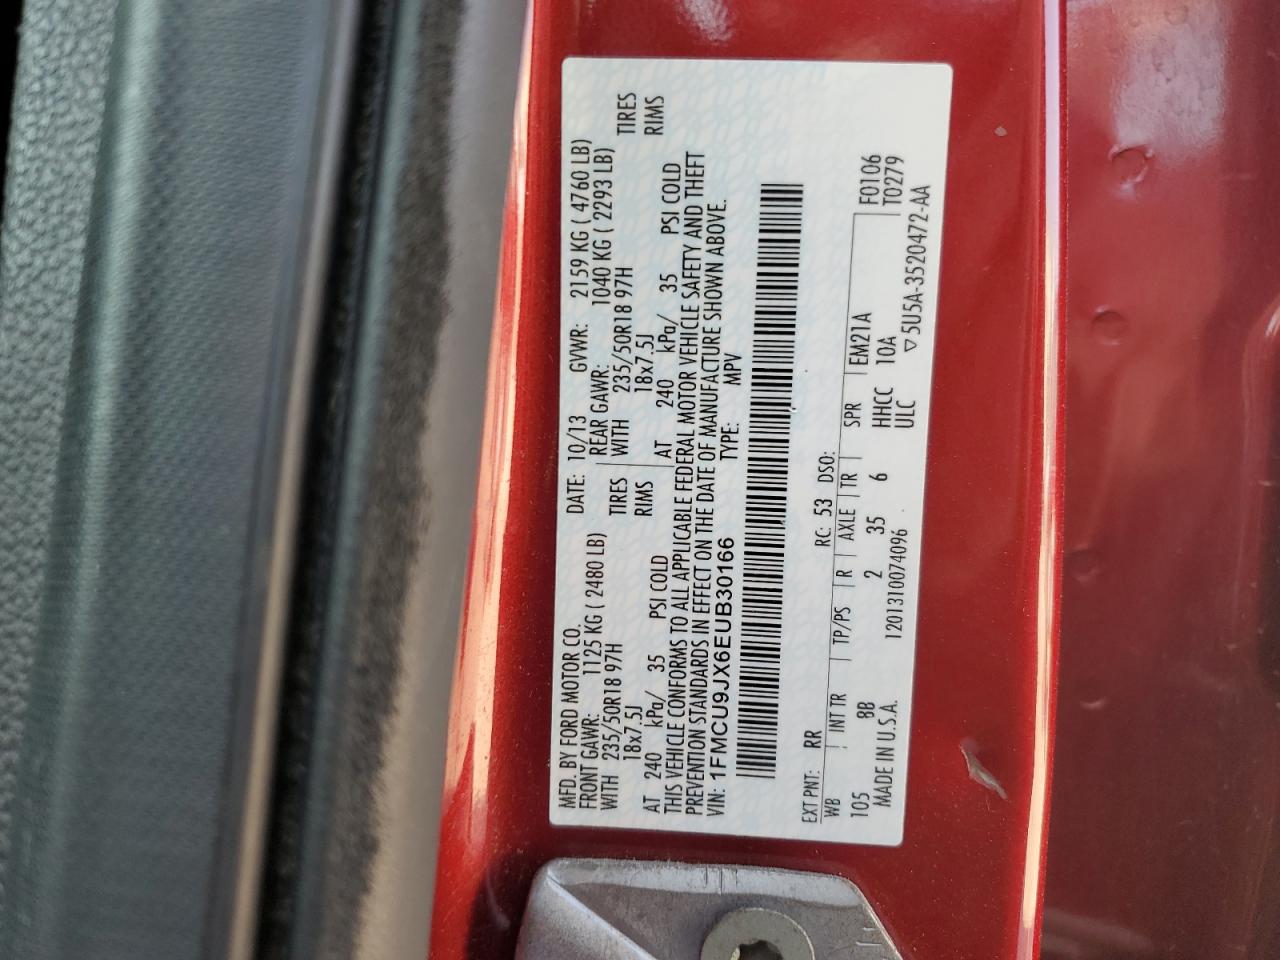 MFD. BY FORD MOTOR CO. DATE: 10/13 GVWR: 2159 KG ( 4760 LB)
FRONT GAWR: 1125 KG ( 2480 LB) REAR GAWR: 1040 KG ( 2293 LB)
WITH 235/50R18 97H TIRES WITH 235/50R18 97H TIRES
18x7.5J RIMS 18x7.5J RIMS
AT 240 kPa/ 35 PSI COLD AT 240 kPa/ 35 PSI COLD
THIS VEHICLE CONFORMS TO ALL APPLICABLE FEDERAL MOTOR VEHICLE SAFETY AND THEFT
PREVENTION STANDARDS IN EFFECT ON THE DATE OF MANUFACTURE SHOWN ABOVE.
VIN: 1FMCU9JX6EUB30166 TYPE: MPV
EXT PNT: RR RC: 53 DSO:
WB INT TR TP/PS R AXLE TR SPR EM21A F0106
105 8B 2 35 6 HHCC 10A T0279
MADE IN U.S.A. 1201310074096 ULC ▽5U5A-3520472-AA